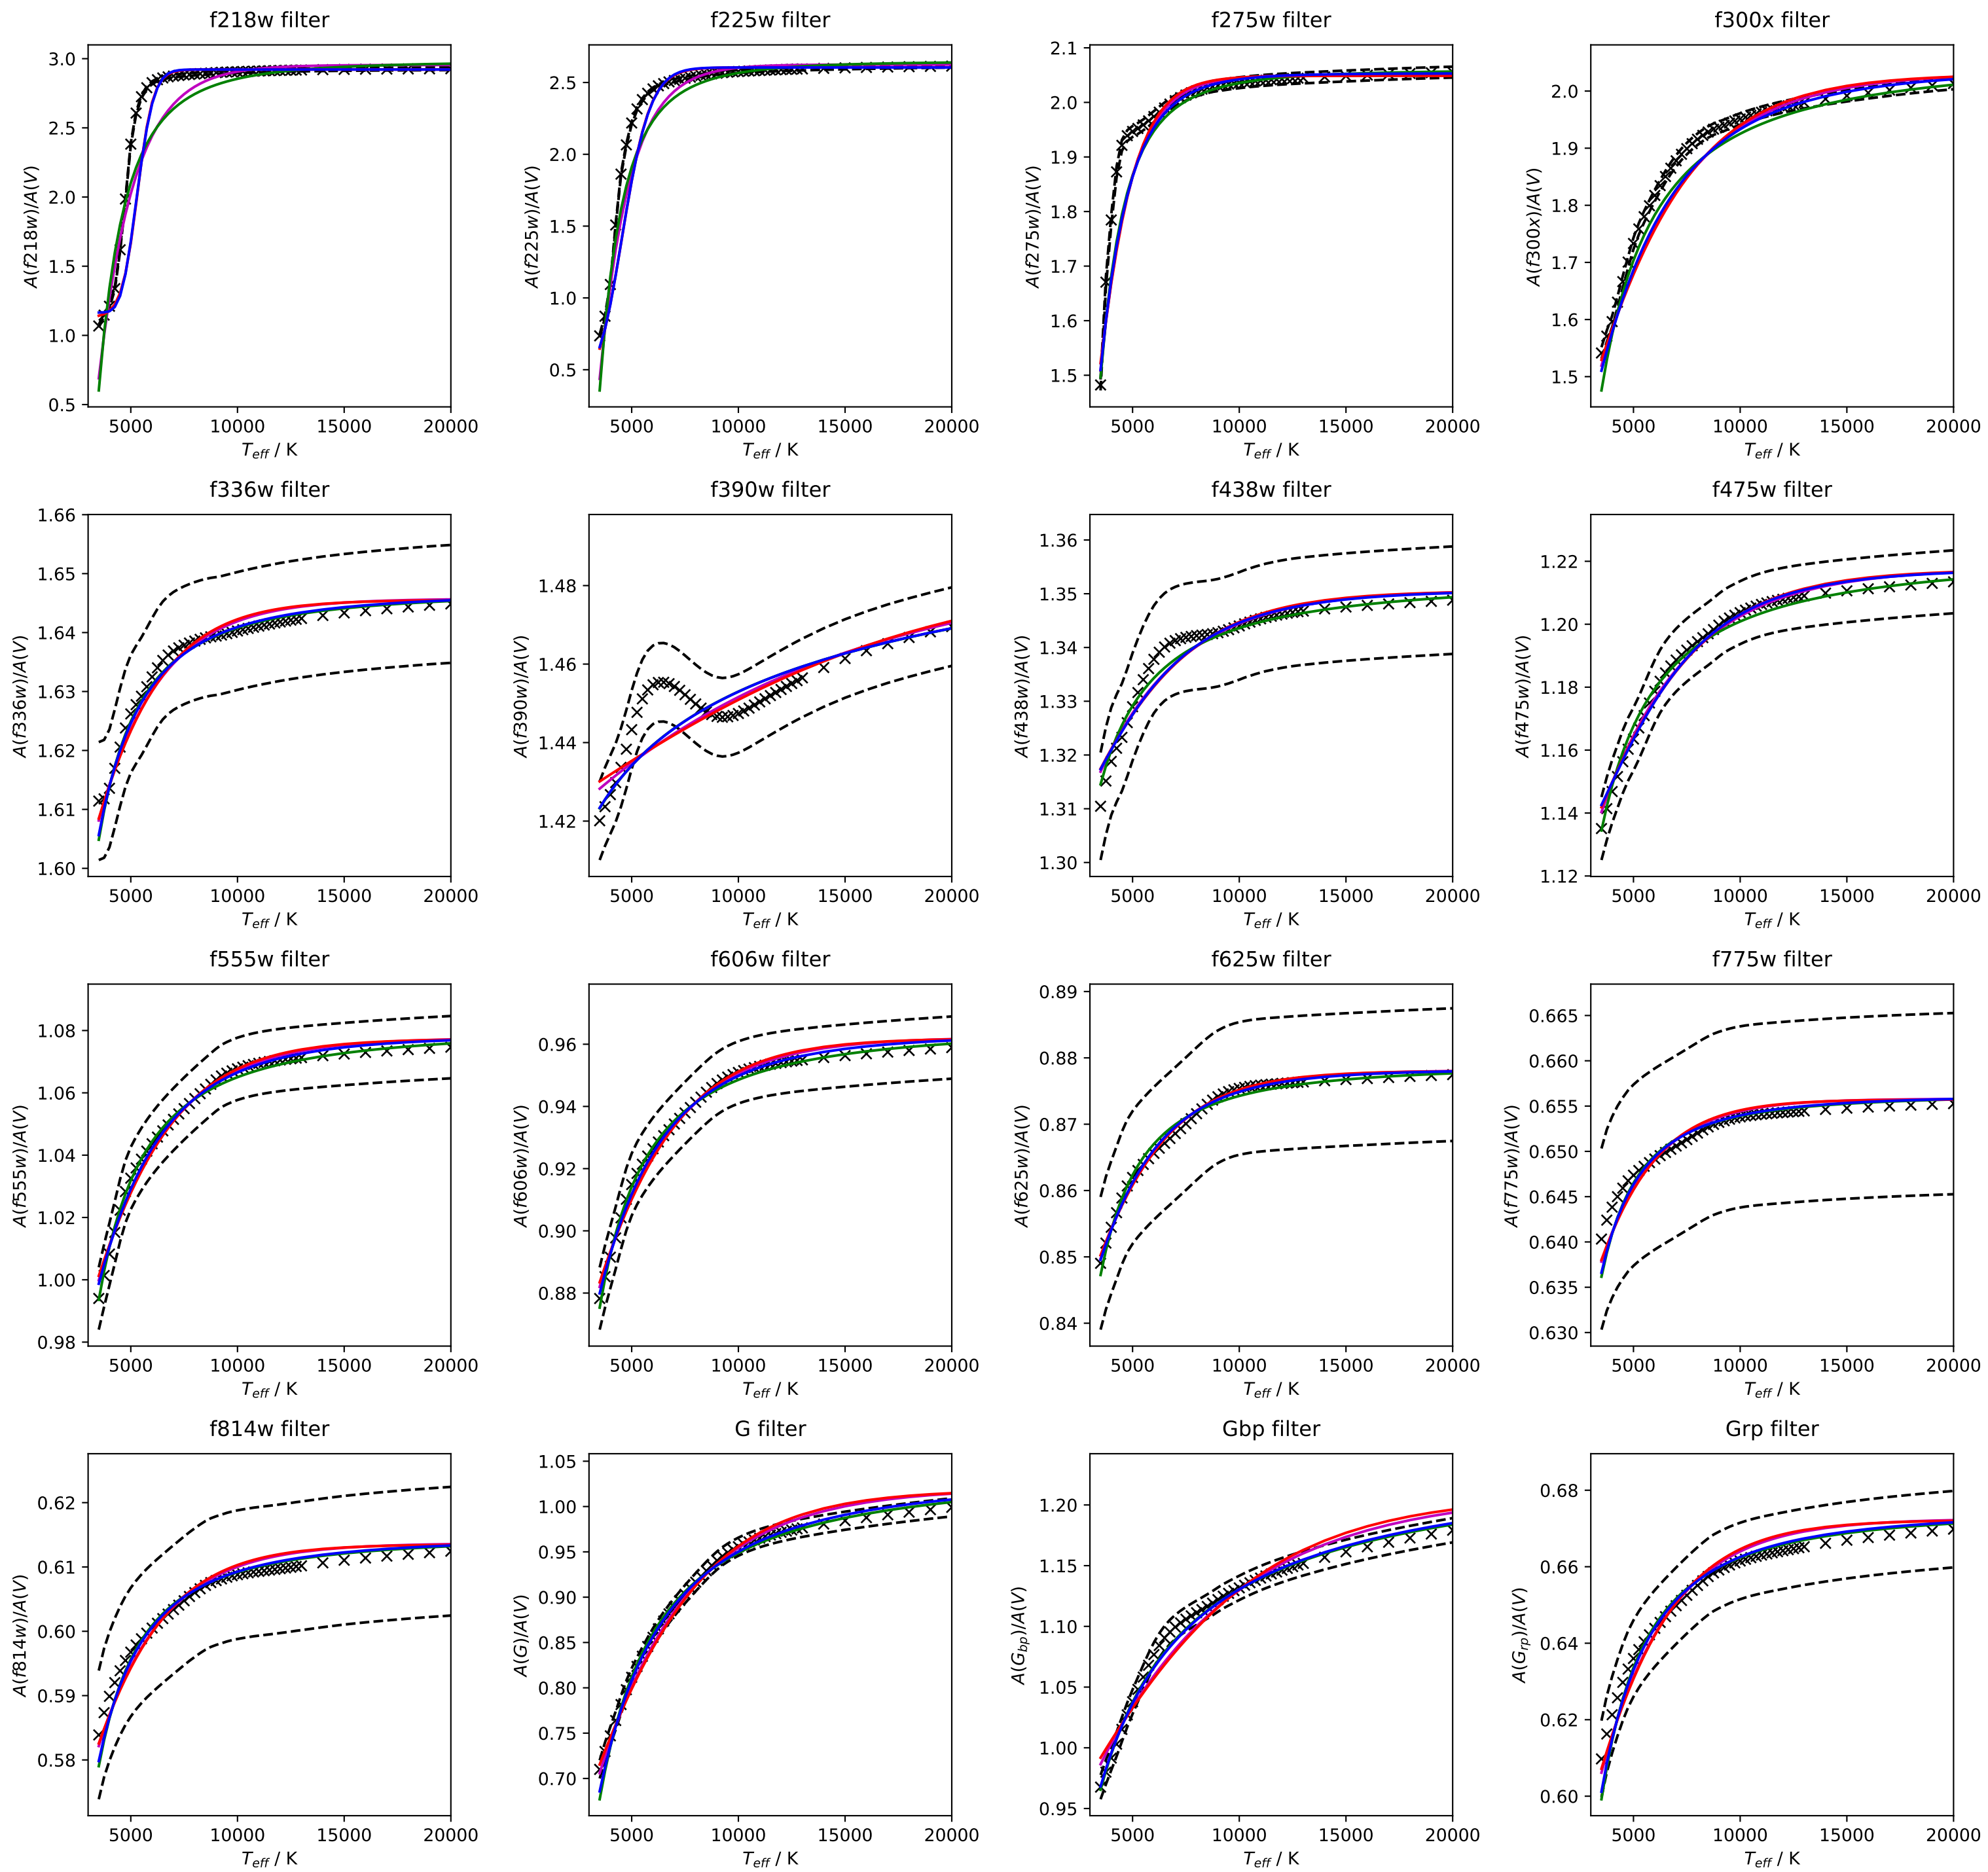 f218w filter
f225w filter
f275w filter
f300x filter
A(f218w)/A(V)
3.0
2.5
2.0
1.5
1.0
0.5
5000 10000 15000 20000
T_eff / K
A(f225w)/A(V)
2.5
2.0
1.5
1.0
0.5
5000 10000 15000 20000
T_eff / K
A(f275w)/A(V)
2.1
2.0
1.9
1.8
1.7
1.6
1.5
5000 10000 15000 20000
T_eff / K
A(f300x)/A(V)
2.0
1.9
1.8
1.7
1.6
1.5
5000 10000 15000 20000
T_eff / K
f336w filter
f390w filter
f438w filter
f475w filter
A(f336w)/A(V)
1.66
1.65
1.64
1.63
1.62
1.61
1.60
5000 10000 15000 20000
T_eff / K
A(f390w)/A(V)
1.48
1.46
1.44
1.42
5000 10000 15000 20000
T_eff / K
A(f438w)/A(V)
1.36
1.35
1.34
1.33
1.32
1.31
1.30
5000 10000 15000 20000
T_eff / K
A(f475w)/A(V)
1.22
1.20
1.18
1.16
1.14
1.12
5000 10000 15000 20000
T_eff / K
f555w filter
f606w filter
f625w filter
f775w filter
A(f555w)/A(V)
1.08
1.06
1.04
1.02
1.00
0.98
5000 10000 15000 20000
T_eff / K
A(f606w)/A(V)
0.96
0.94
0.92
0.90
0.88
5000 10000 15000 20000
T_eff / K
A(f625w)/A(V)
0.89
0.88
0.87
0.86
0.85
0.84
5000 10000 15000 20000
T_eff / K
A(f775w)/A(V)
0.665
0.660
0.655
0.650
0.645
0.640
0.635
0.630
5000 10000 15000 20000
T_eff / K
f814w filter
G filter
Gbp filter
Grp filter
A(f814w)/A(V)
0.62
0.61
0.60
0.59
0.58
5000 10000 15000 20000
T_eff / K
A(G)/A(V)
1.05
1.00
0.95
0.90
0.85
0.80
0.75
0.70
5000 10000 15000 20000
T_eff / K
A(G_bp)/A(V)
1.20
1.15
1.10
1.05
1.00
0.95
5000 10000 15000 20000
T_eff / K
A(G_rp)/A(V)
0.68
0.66
0.64
0.62
0.60
5000 10000 15000 20000
T_eff / K